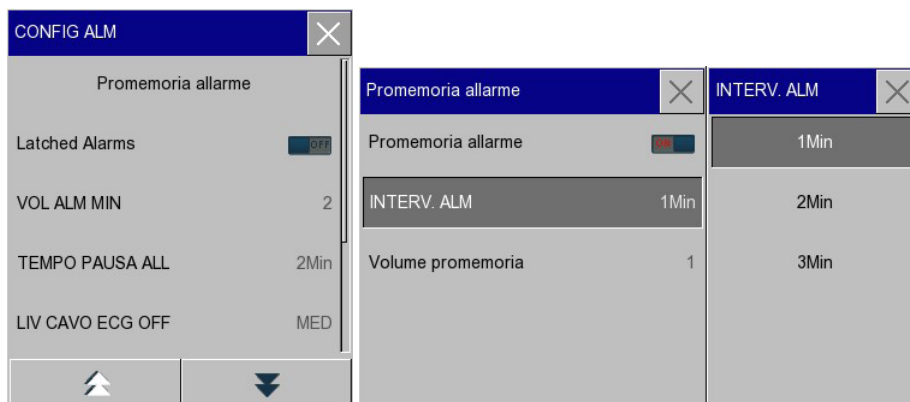 CONFIG ALM
Promemoria allarme
Latched Alarms OFF
VOL ALM MIN 2
TEMPO PAUSA ALL 2Min
LIV CAVO ECG OFF MED
Promemoria allarme
Promemoria allarme ON
INTERV. ALM 1Min
Volume promemoria 1
INTERV. ALM
1Min
2Min
3Min